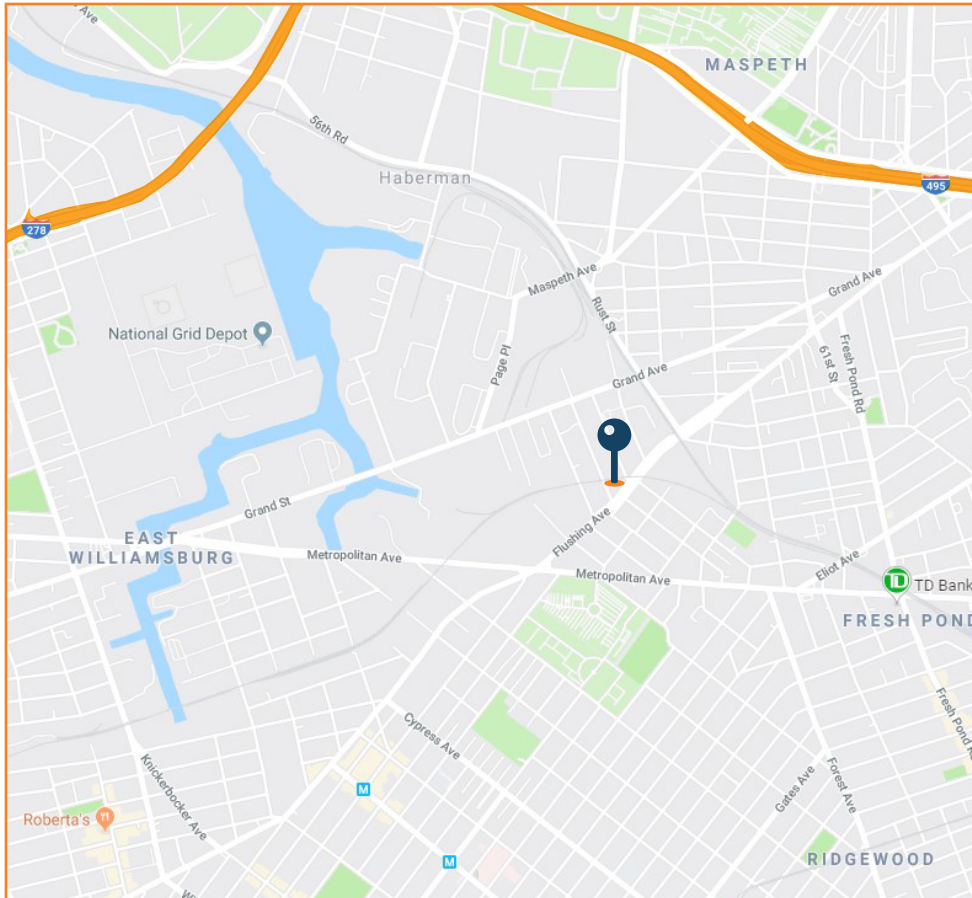 Ave
MASPETH
56th Rd
Haberman
495
278
Maspeth Ave
Grand Ave
Rust St
National Grid Depot
Page Pl
Fresh Pond Rd
61st St
Grand Ave
Grand St
Flushing Ave
EAST
WILLIAMSBURG
Metropolitan Ave
Metropolitan Ave
Eliot Ave
TD Bank
FRESH POND
Fresh Pond Rd
Cypress Ave
Knickerbocker Ave
Gates Ave
Forest Ave
M
Roberta's
M
RIDGEWOOD